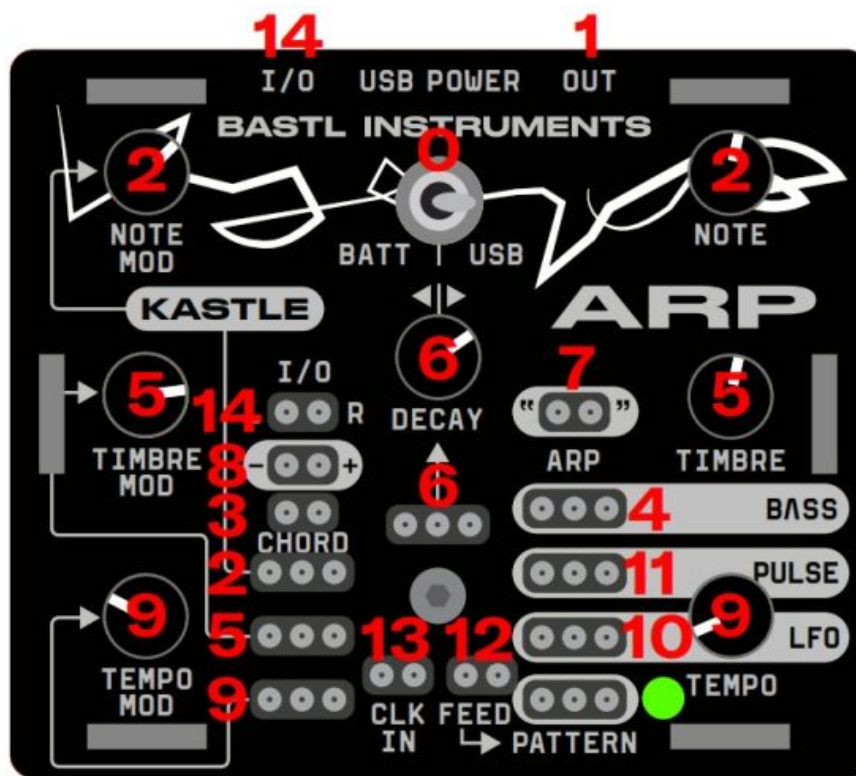 14 1
I/O USB POWER OUT
BASTL INSTRUMENTS
0
2 2
NOTE MOD
BATT USB
NOTE
KASTLE
ARP
6
7
5 5
I/O
14 R
DECAY
“ ”
TIMBRE MOD
8 - +
ARP
TIMBRE
6
3
CHORD
4 BASS
2
11 PULSE
9 9
5
13 12
10 LFO
TEMPO MOD
9
CLK IN
FEED
TEMPO
PATTERN